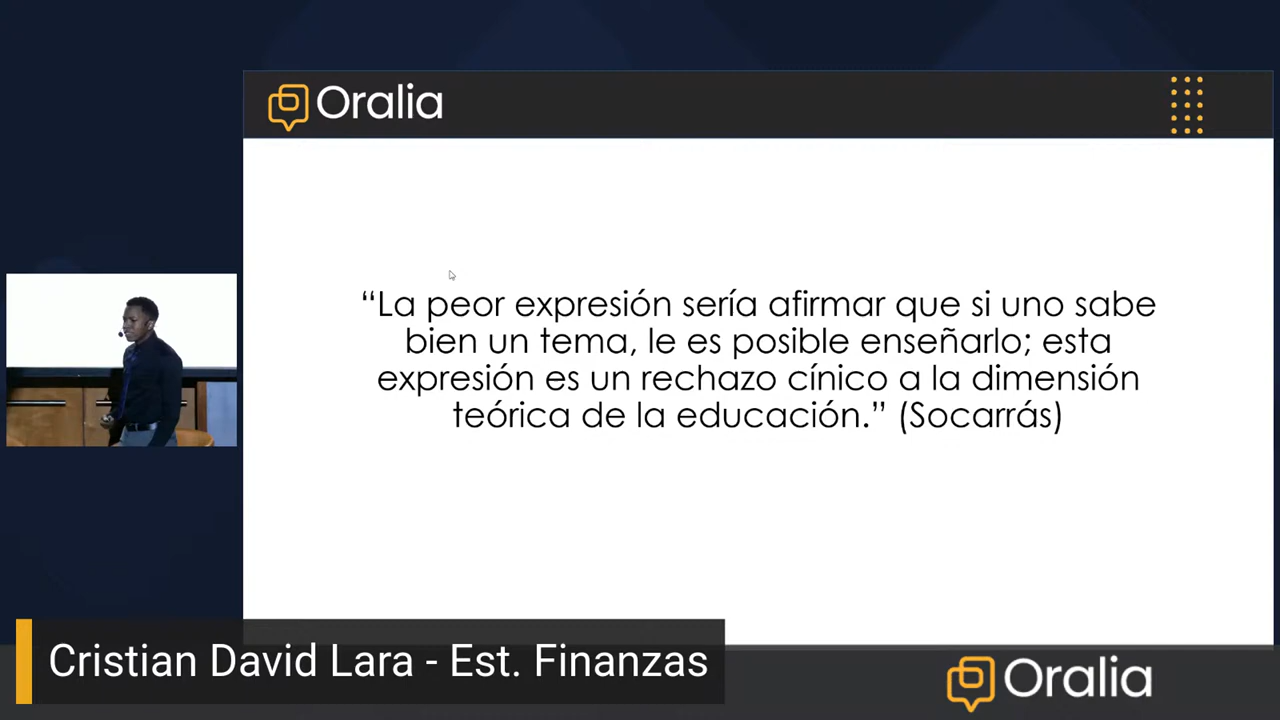 Oralia
“La peor expresión sería afirmar que si uno sabe
bien un tema, le es posible enseñarlo; esta
expresión es un rechazo cínico a la dimensión
teórica de la educación.” (Socarrás)
Cristian David Lara - Est. Finanzas
Oralia